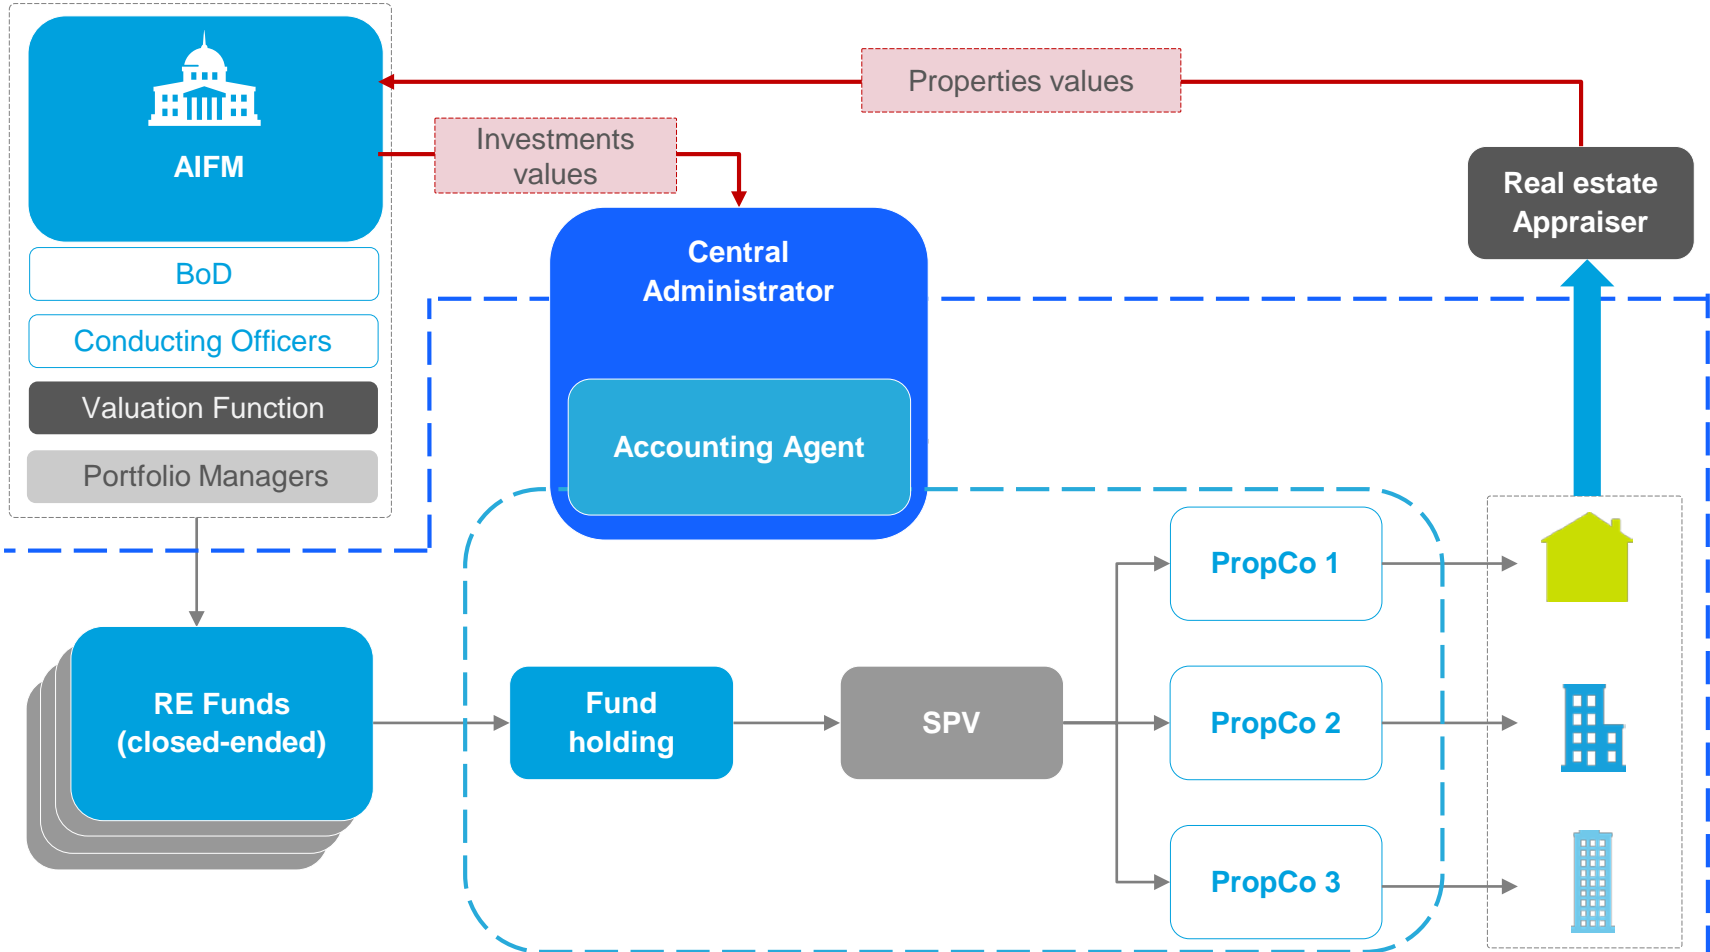 AIFM
BoD
Conducting Officers
Valuation Function
Portfolio Managers
Properties values
Investments
values
Real estate
Appraiser
Central
Administrator
Accounting Agent
RE Funds
(closed-ended)
Fund
holding
SPV
PropCo 1
PropCo 2
PropCo 3